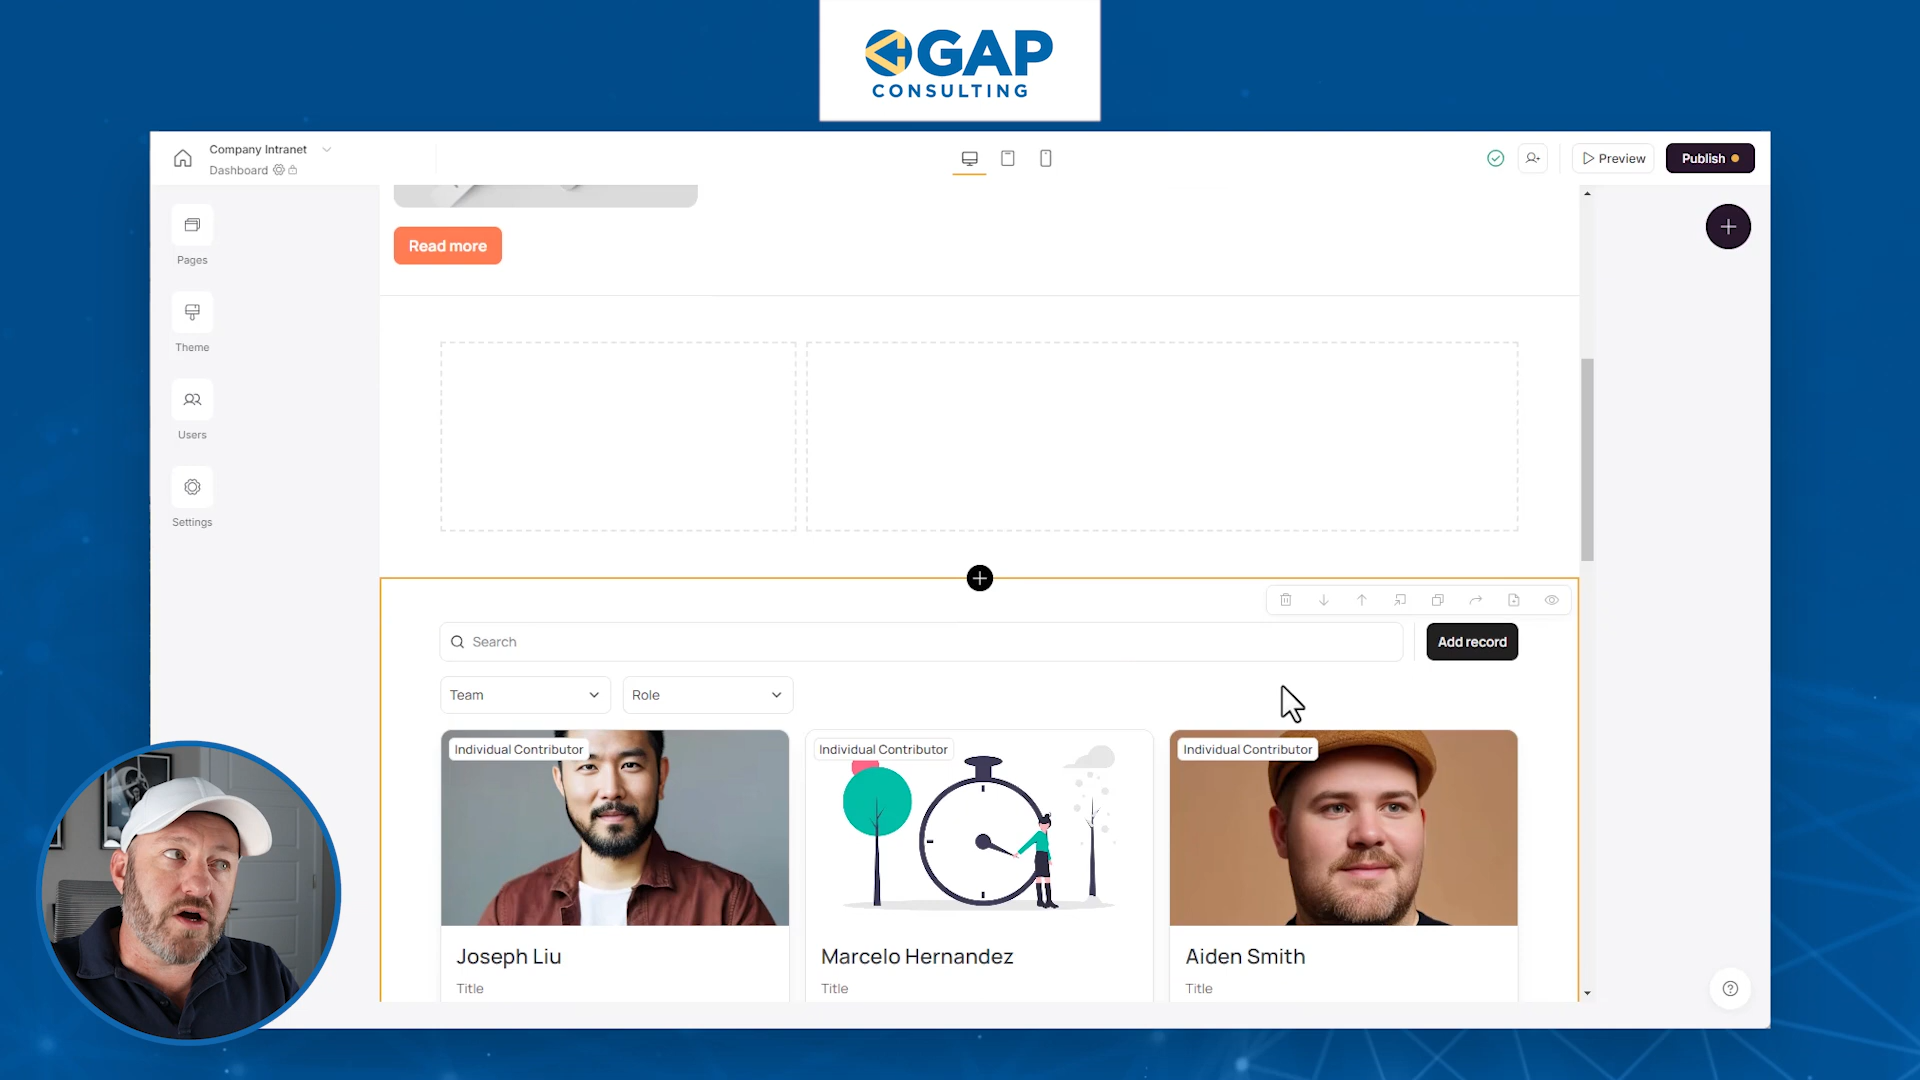 GAP
CONSULTING
Company Intranet
Dashboard
Preview
Publish
Pages
Read more
Theme
Users
Settings
Search
Add record
Team
Role
Individual Contributor
Individual Contributor
Individual Contributor
Joseph Liu
Marcelo Hernandez
Aiden Smith
Title
Title
Title